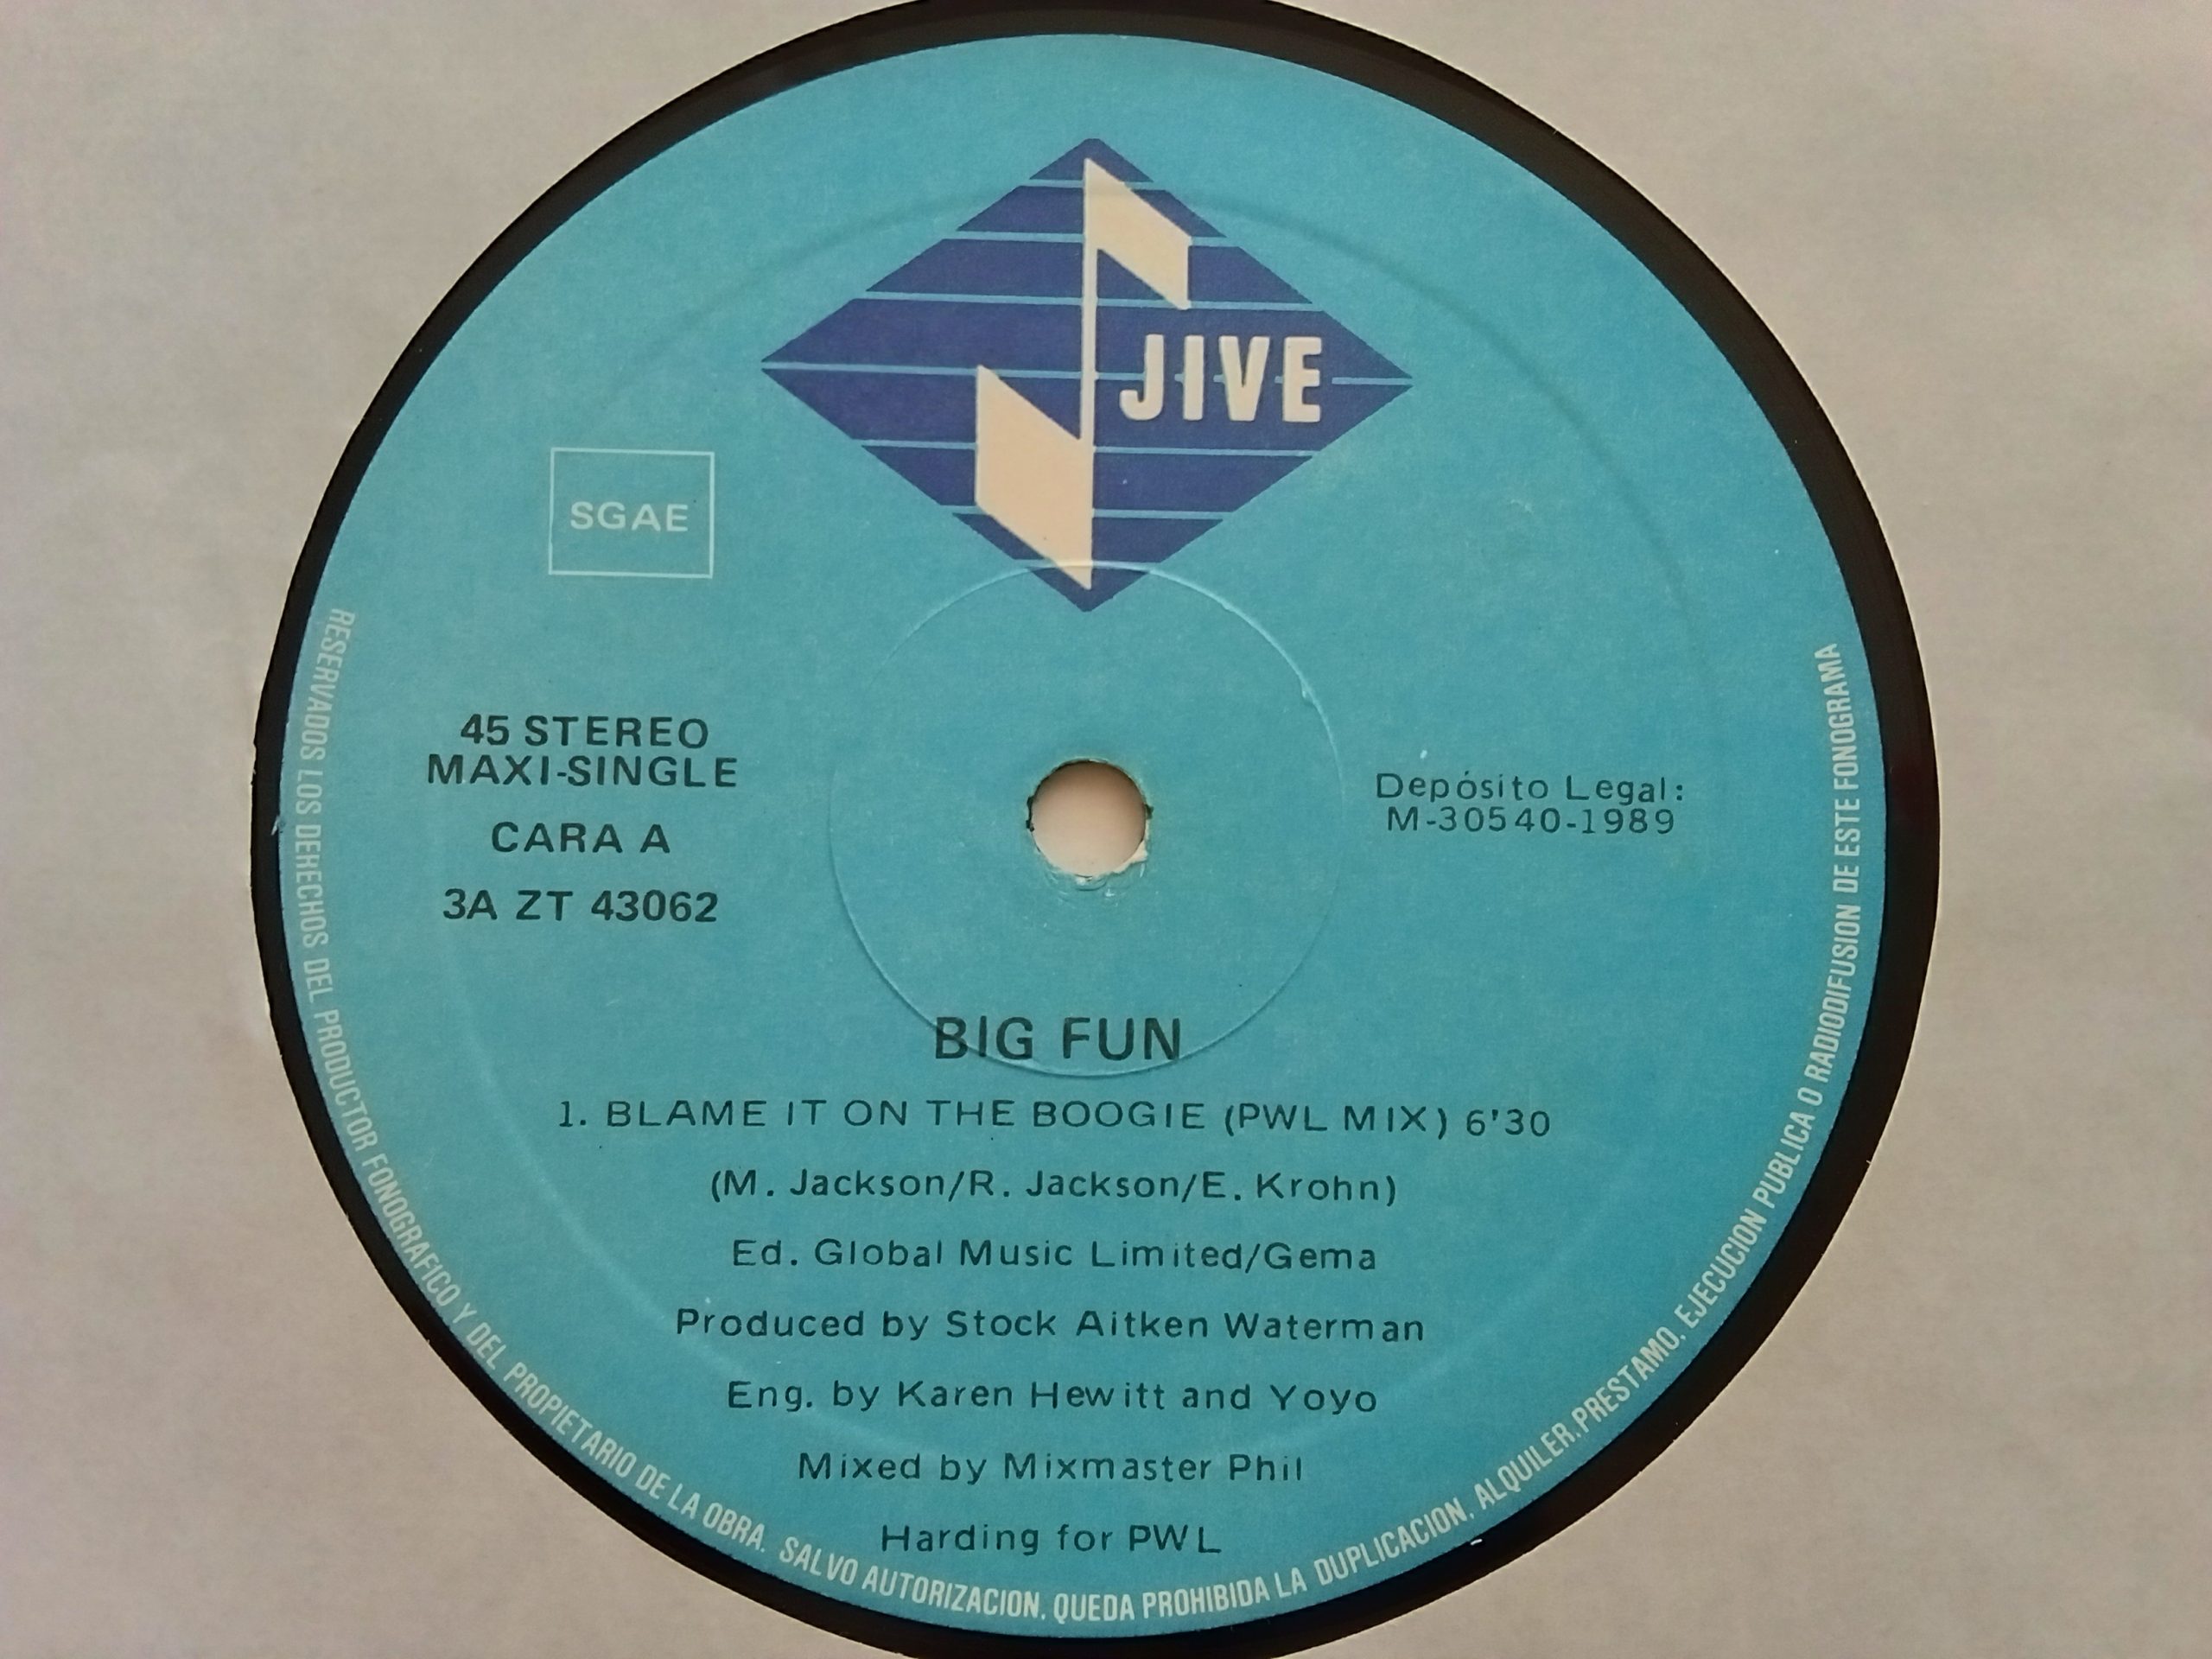 JIVE
SGAE
45 STEREO
MAXI-SINGLE
CARA A
3A ZT 43062
Depósito Legal:
M-30540-1989
BIG FUN
1. BLAME IT ON THE BOOGIE (PWL MIX) 6'30
(M. Jackson/R. Jackson/E. Krohn)
Ed. Global Music Limited/Gema
Produced by Stock Aitken Waterman
Eng. by Karen Hewitt and Yoyo
Mixed by Mixmaster Phil
Harding for PWL
RESERVADOS LOS DERECHOS DEL PRODUCTOR FONOGRAFICO Y DEL PROPIETARIO DE LA OBRA. SALVO AUTORIZACION, QUEDA PROHIBIDA LA DUPLICACION, ALQUILER, PRESTAMO, EJECUCION PUBLICA O RADIODIFUSION DE ESTE FONOGRAMA